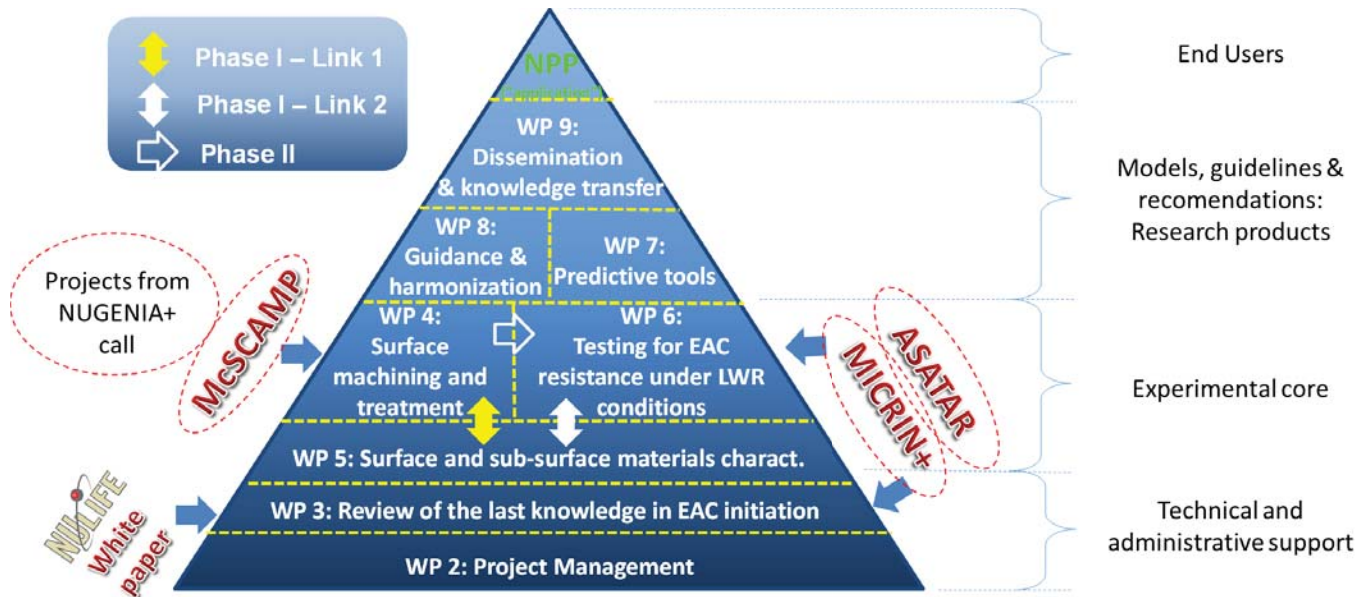 Phase I – Link 1
Phase I – Link 2
Phase II
NPP
("application")
WP 9:
Dissemination
& knowledge transfer
WP 8:
Guidance &
harmonization
WP 7:
Predictive tools
WP 4:
Surface
machining and
treatment
WP 6:
Testing for EAC
resistance under LWR
conditions
WP 5: Surface and sub-surface materials charact.
WP 3: Review of the last knowledge in EAC initiation
WP 2: Project Management
Projects from
NUGENIA+
call
McSCAMP
NULIFE
White
paper
ASATAR
MICRIN+
End Users
Models, guidelines &
recomendations:
Research products
Experimental core
Technical and
administrative support